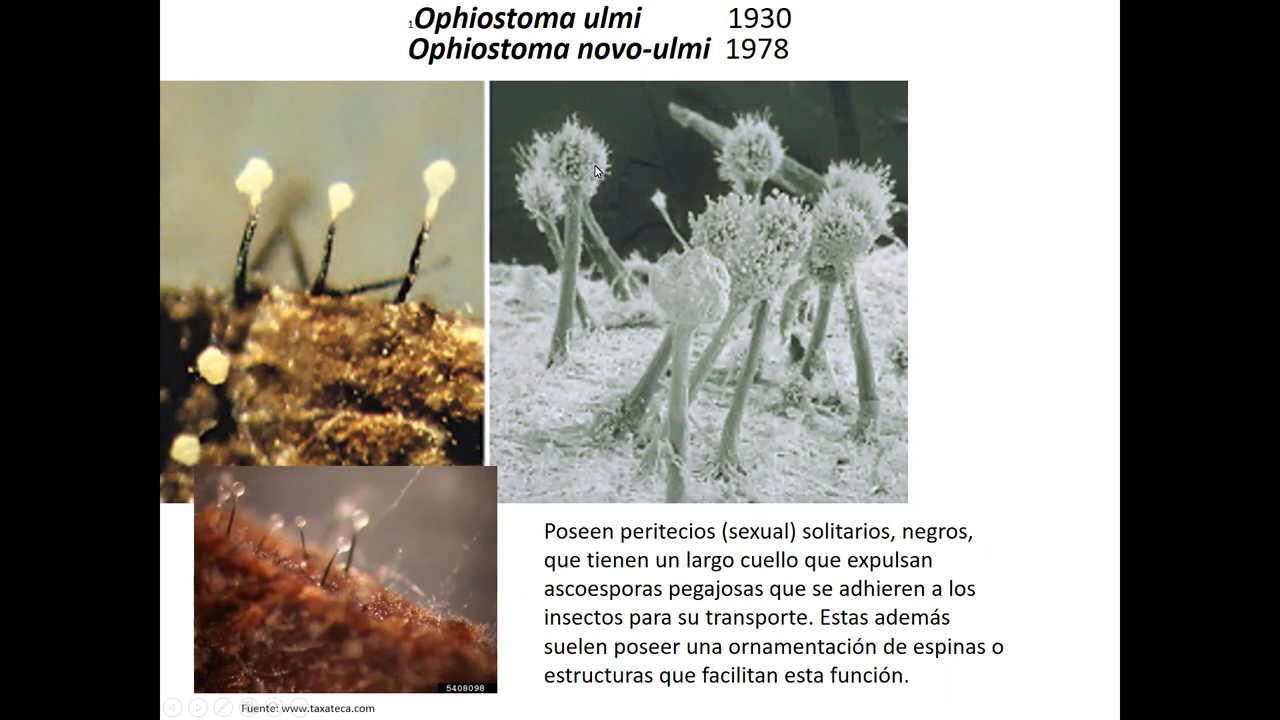 1Ophiostoma ulmi 1930
Ophiostoma novo-ulmi 1978
Poseen peritecios (sexual) solitarios, negros,
que tienen un largo cuello que expulsan
ascoesporas pegajosas que se adhieren a los
insectos para su transporte. Estas además
suelen poseer una ornamentación de espinas o
estructuras que facilitan esta función.
5408098
Fuente: www.taxateca.com